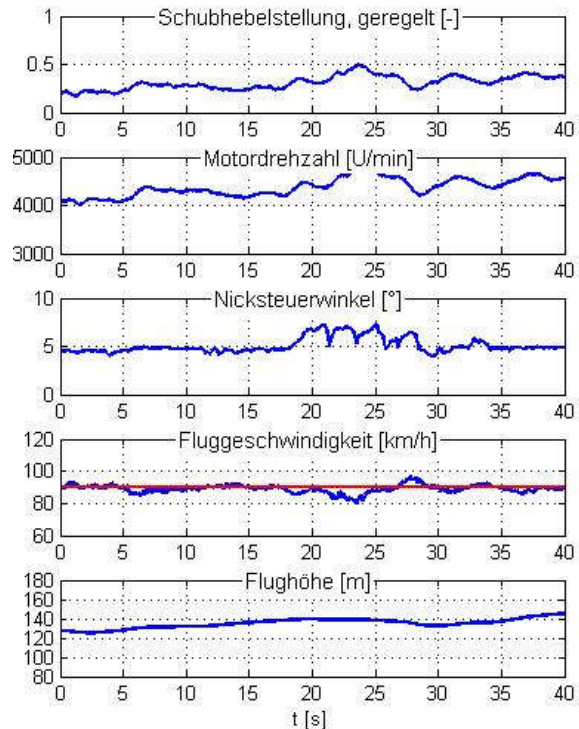 Schubhebelstellung, geregelt [-]
1
0.5
0
0 5 10 15 20 25 30 35 40
Motordrehzahl [U/min]
5000
4000
3000
0 5 10 15 20 25 30 35 40
Nicksteuerwinkel [°]
10
5
0
0 5 10 15 20 25 30 35 40
Fluggeschwindigkeit [km/h]
120
100
80
60
0 5 10 15 20 25 30 35 40
Flughöhe [m]
180
160
140
120
100
80
0 5 10 15 20 25 30 35 40
t [s]